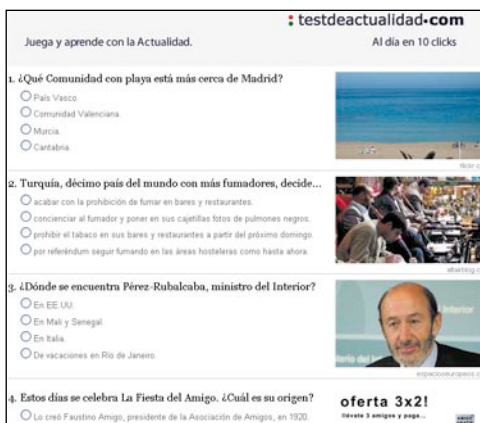 testdeactualidad.com
Juega y aprende con la Actualidad.
Al día en 10 clicks
1. ¿Qué Comunidad con playa está más cerca de Madrid?
País Vasco.
Comunidad Valenciana.
Murcia.
Cantabria.
flickr.c
2. Turquía, décimo país del mundo con más fumadores, decide...
acabar con la prohibición de fumar en bares y restaurantes.
concienciar al fumador y poner en sus cajetillas fotos de pulmones negros.
prohibir el tabaco en sus bares y restaurantes a partir del próximo domingo.
por referéndum seguir fumando en las áreas hosteleras como hasta ahora.
3. ¿Dónde se encuentra Pérez-Rubalcaba, ministro del Interior?
En EE.UU.
En Mali y Senegal.
En Italia.
De vacaciones en Río de Janeiro.
Interior
espacioseuropeos.c
4. Estos días se celebra La Fiesta del Amigo. ¿Cuál es su origen?
Lo creó Faustino Amigo, presidente de la Asociación de Amigos, en 1920.
oferta 3x2!
llévate 3 amigos y paga...